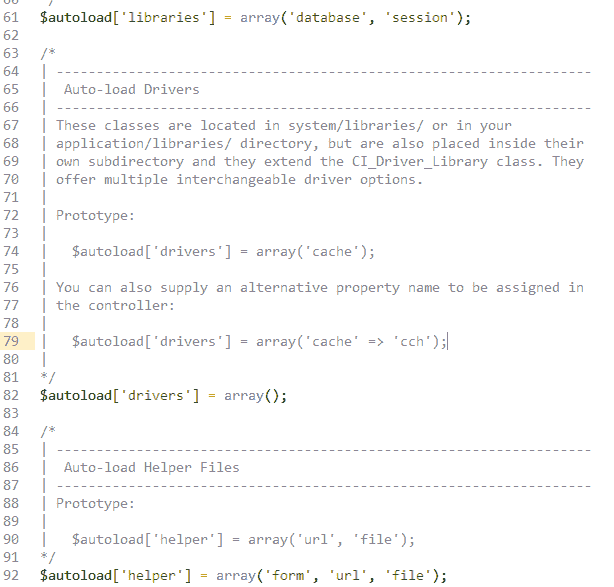 61 $autoload['libraries'] = array('database', 'session');
62
63 /*
64 | -------------------------------------------------------------------
65 |  Auto-load Drivers
66 | -------------------------------------------------------------------
67 | These classes are located in system/libraries/ or in your
68 | application/libraries/ directory, but are also placed inside their
69 | own subdirectory and they extend the CI_Driver_Library class. They
70 | offer multiple interchangeable driver options.
71 |
72 | Prototype:
73 |
74 |   $autoload['drivers'] = array('cache');
75 |
76 | You can also supply an alternative property name to be assigned in
77 | the controller:
78 |
79 |   $autoload['drivers'] = array('cache' => 'cch');
80 |
81 */
82 $autoload['drivers'] = array();
83
84 /*
85 | -------------------------------------------------------------------
86 |  Auto-load Helper Files
87 | -------------------------------------------------------------------
88 | Prototype:
89 |
90 |   $autoload['helper'] = array('url', 'file');
91 */
92 $autoload['helper'] = array('form', 'url', 'file');